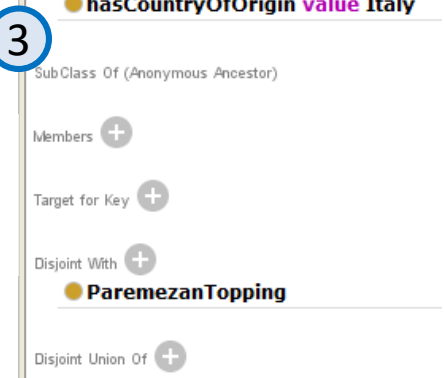 hasCountryOfOrigin value Italy
3
SubClass Of (Anonymous Ancestor)
Members
Target for Key
Disjoint With
ParemezanTopping
Disjoint Union Of